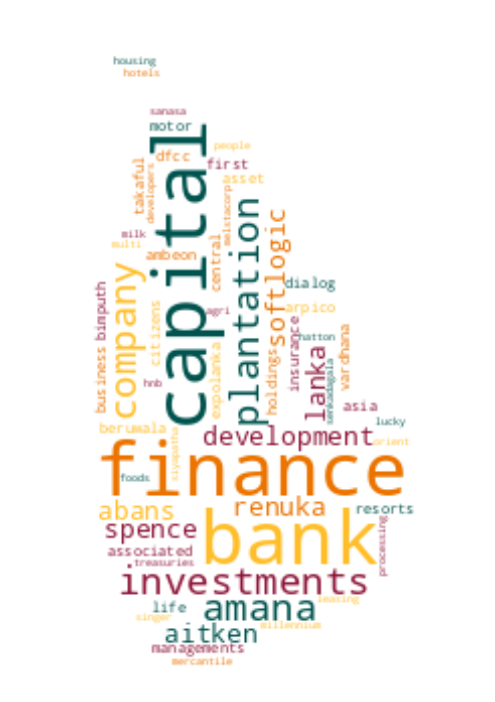 housing
hotels
sanasa
motor
capital
people
dfcc
first
takaful
developers
asset
melstacorp
plantation
softlogic
milk
multi
central
ambeon
company
dialog
bimputh
citizens
agri
arpico
insurance
hatton
vardhana
business
expolanka
holdings
lanka
senkadagala
hnb
asia
lucky
berumala
siyapatha
development
orient
finance
foods
abans
renuka
resorts
bank
spence
processing
associated
treasuries
investments
life
amana
leasing
singer
millennium
aitken
managements
mercantile